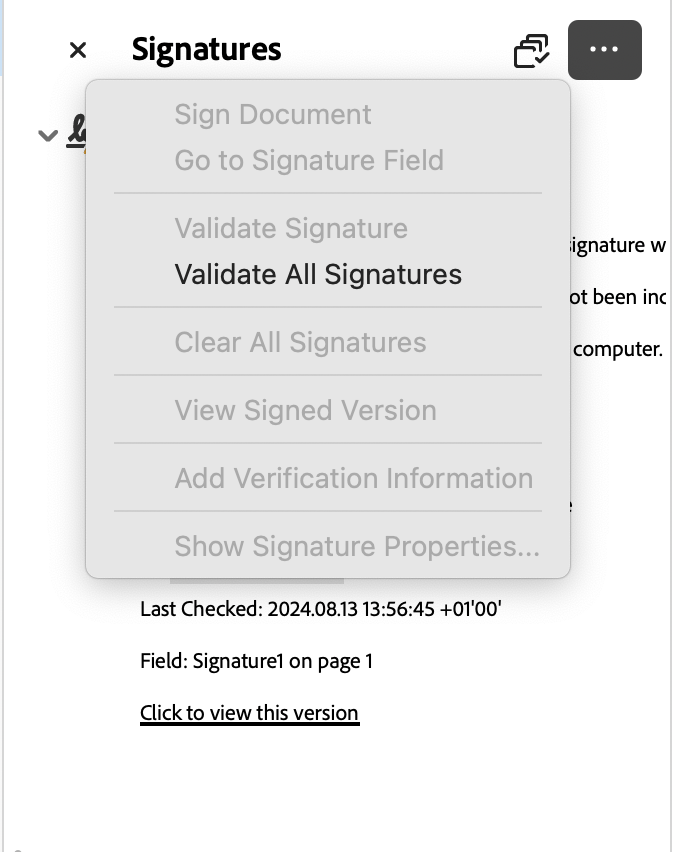 Signatures
Sign Document
Go to Signature Field
Validate Signature
signature w
Validate All Signatures
ot been inc
Clear All Signatures
computer.
View Signed Version
Add Verification Information
Show Signature Properties...
Last Checked: 2024.08.13 13:56:45 +01'00'
Field: Signature1 on page 1
Click to view this version